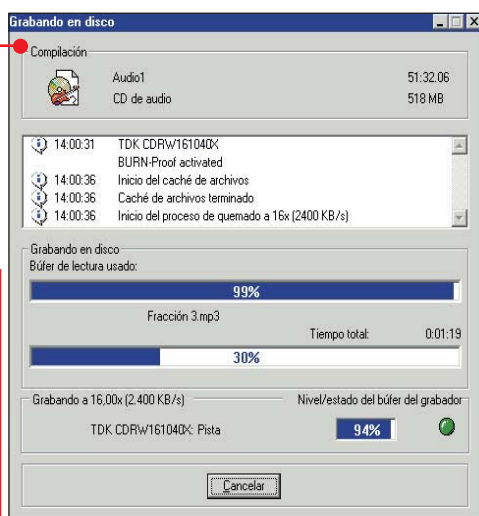 Grabando en disco
Compilación
Audio1 51:32.06
CD de audio 518 MB
14:00:31 TDK CDRW161040X
BURN-Proof activated
14:00:36 Inicio del caché de archivos
14:00:36 Caché de archivos terminado
14:00:36 Inicio del proceso de quemado a 16x (2400 KB/s)
Grabando en disco
Búfer de lectura usado:
99%
Fracción 3.mp3
Tiempo total: 0:01:19
30%
Grabando a 16,00x (2.400 KB/s) Nivel/estado del búfer del grabador
TDK CDRW161040X: Pista 94%
Cancelar